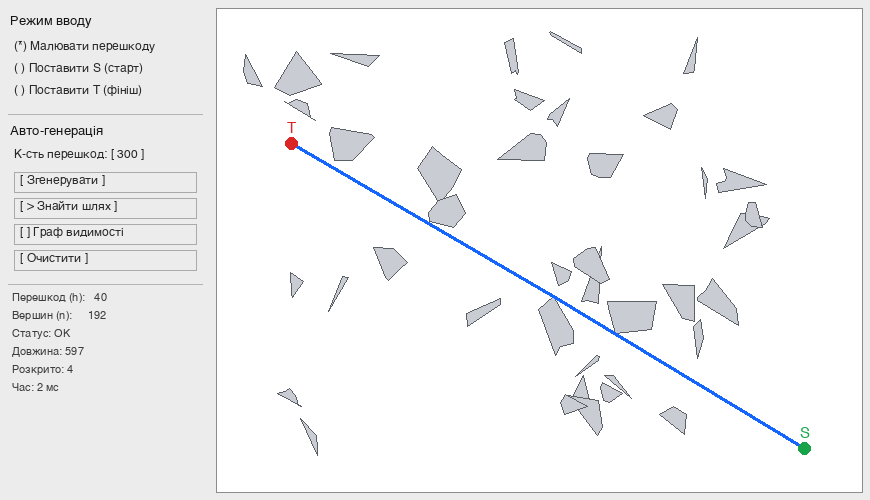 Режим вводу
(*) Малювати перешкоду
( ) Поставити S (старт)
( ) Поставити T (фініш)
Авто-генерація
К-сть перешкод: [ 300 ]
[ Згенерувати ]
[ > Знайти шлях ]
[ ] Граф видимості
[ Очистити ]
Перешкод (h): 40
Вершин (n): 192
Статус: OK
Довжина: 597
Розкрито: 4
Час: 2 мс
T
S